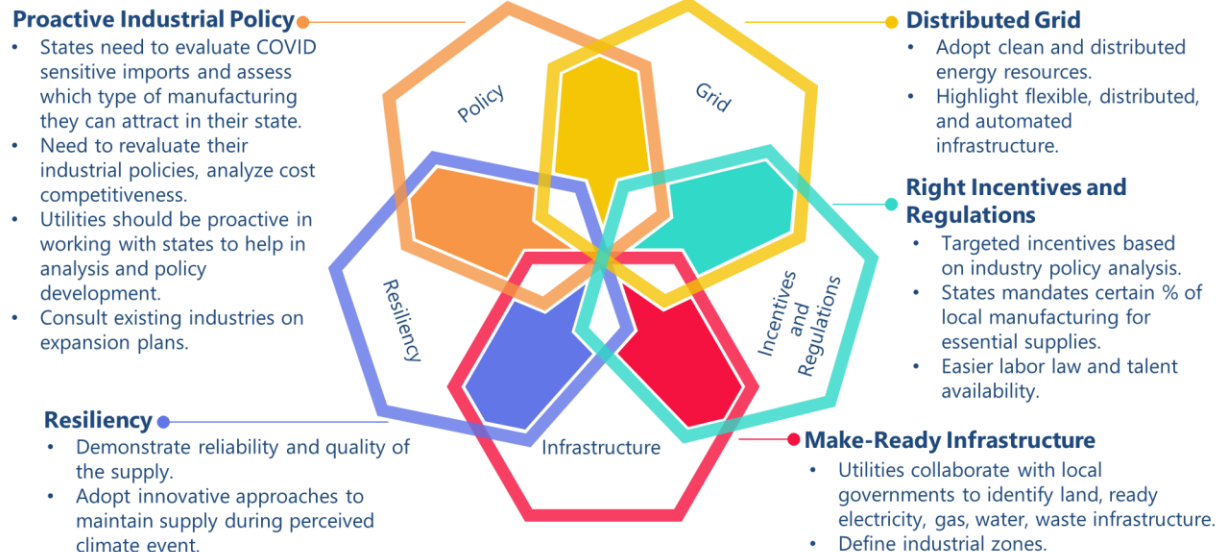 Proactive Industrial Policy
• States need to evaluate COVID
sensitive imports and assess
which type of manufacturing
they can attract in their state.
• Need to revaluate their
industrial policies, analyze cost
competitiveness.
• Utilities should be proactive in
working with states to help in
analysis and policy
development.
• Consult existing industries on
expansion plans.
Resiliency
• Demonstrate reliability and quality of
the supply.
• Adopt innovative approaches to
maintain supply during perceived
climate event.
Policy
Grid
Resiliency
Incentives
and
Regulations
Infrastructure
Distributed Grid
• Adopt clean and distributed
energy resources.
• Highlight flexible, distributed,
and automated
infrastructure.
Right Incentives and
Regulations
• Targeted incentives based
on industry policy analysis.
• States mandates certain % of
local manufacturing for
essential supplies.
• Easier labor law and talent
availability.
Make-Ready Infrastructure
• Utilities collaborate with local
governments to identify land, ready
electricity, gas, water, waste infrastructure.
• Define industrial zones.